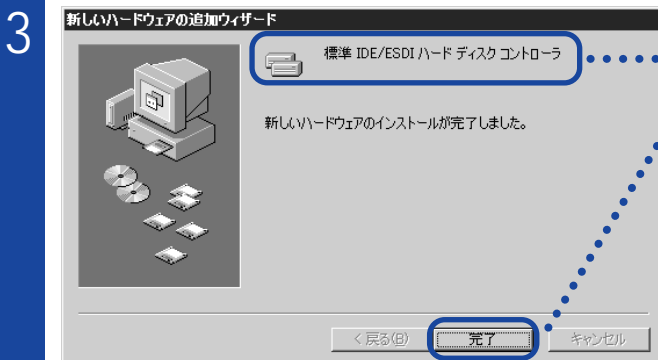 3
新しいハードウェアの追加ウィザード
標準 IDE/ESDI ハード ディスク コントローラ
新しいハードウェアのインストールが完了しました。
< 戻る(B)
完了
キャンセル